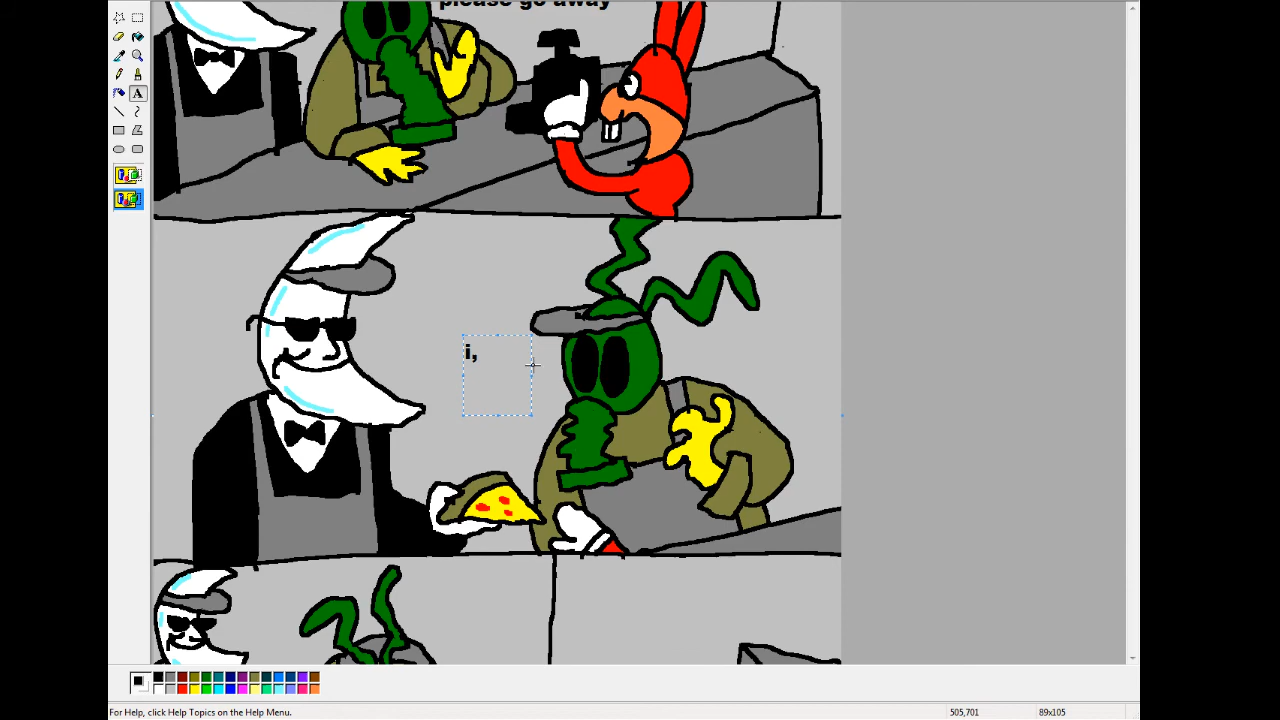 please go away
A
i,
For Help, click Help Topics on the Help Menu.
505,701
89x105